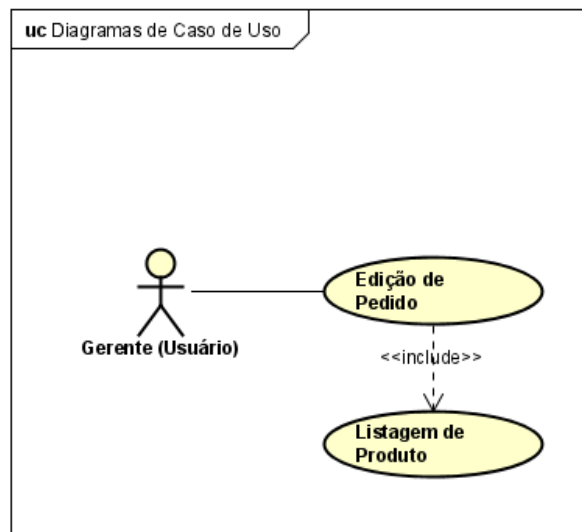 uc Diagramas de Caso de Uso
Edição de
Pedido
Gerente (Usuário)
<<include>>
Listagem de
Produto